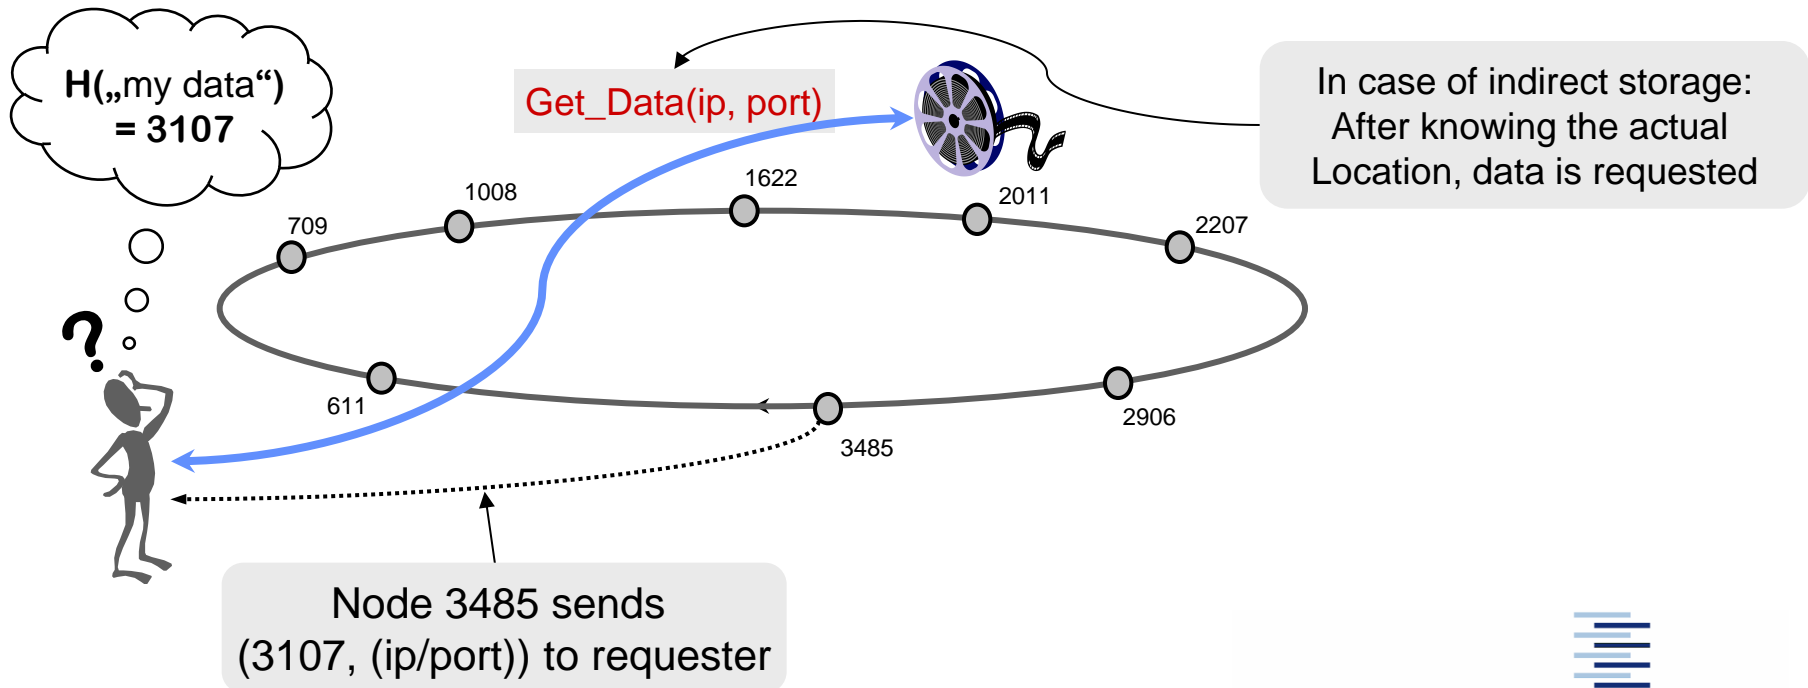 H(„my data“)
= 3107
Get_Data(ip, port)
In case of indirect storage:
After knowing the actual
Location, data is requested
1008
1622
2011
709
2207
?
611
2906
3485
Node 3485 sends
(3107, (ip/port)) to requester